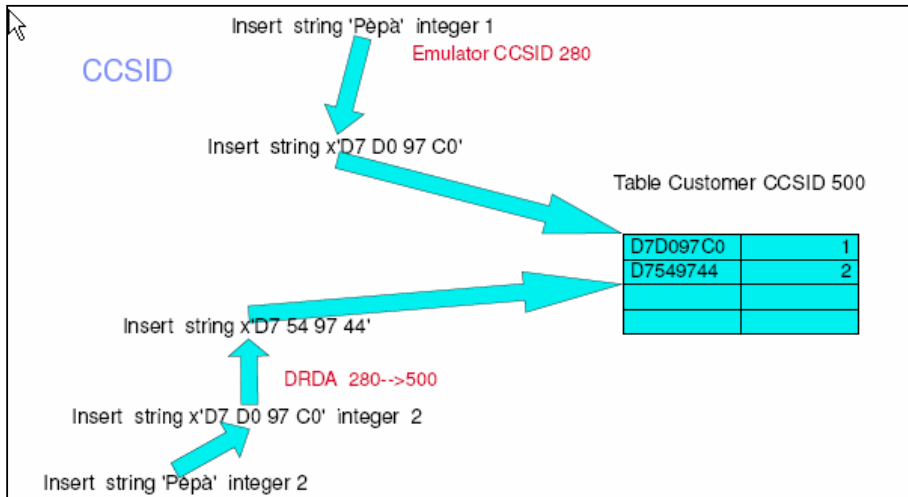 Insert string 'Pèpà' integer 1
Emulator CCSID 280
CCSID
Insert string x'D7 D0 97 C0'
Table Customer CCSID 500
D7D097C0 1
D7549744 2
Insert string x'D7 54 97 44'
DRDA 280-->500
Insert string x'D7 D0 97 C0' integer 2
Insert string 'Pèpà' integer 2